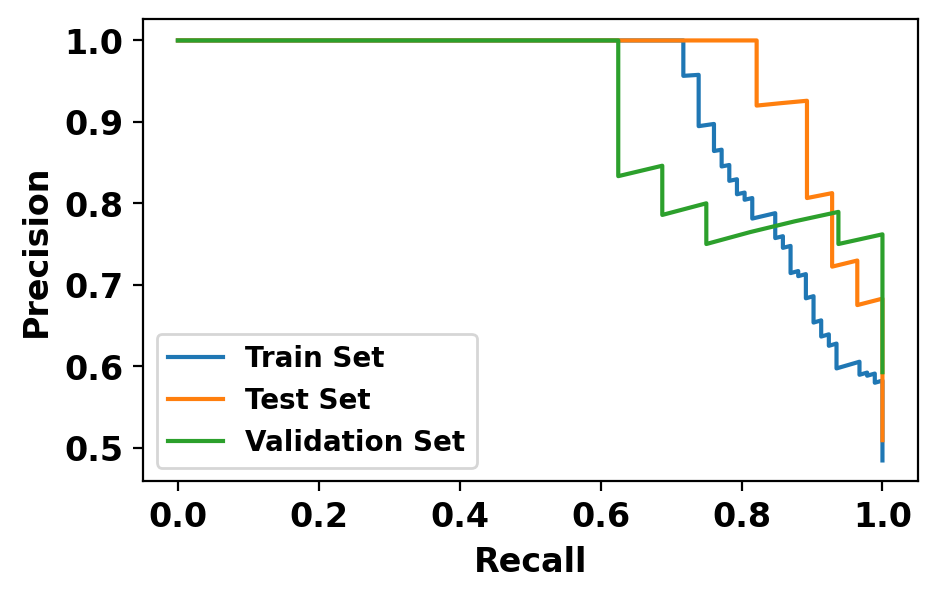 1.0
0.9
0.8
0.7
0.6
0.5
Precision
Train Set
Test Set
Validation Set
0.0 0.2 0.4 0.6 0.8 1.0
Recall